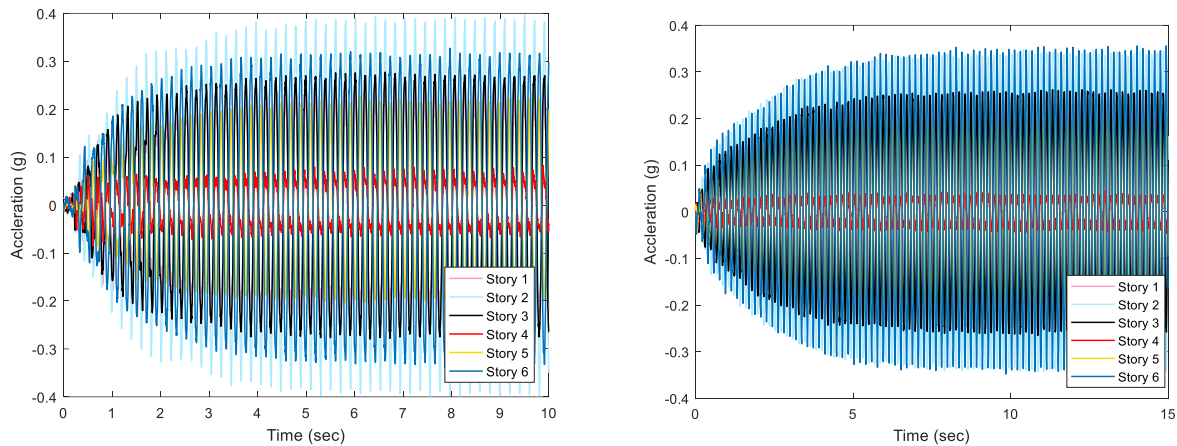 0.4
0.3
0.2
0.1
0
-0.1
-0.2
-0.3
-0.4
Accleration (g)
0 1 2 3 4 5 6 7 8 9 10
Time (sec)
Story 1
Story 2
Story 3
Story 4
Story 5
Story 6
0.4
0.3
0.2
0.1
0
-0.1
-0.2
-0.3
-0.4
Accleration (g)
0 5 10 15
Time (sec)
Story 1
Story 2
Story 3
Story 4
Story 5
Story 6